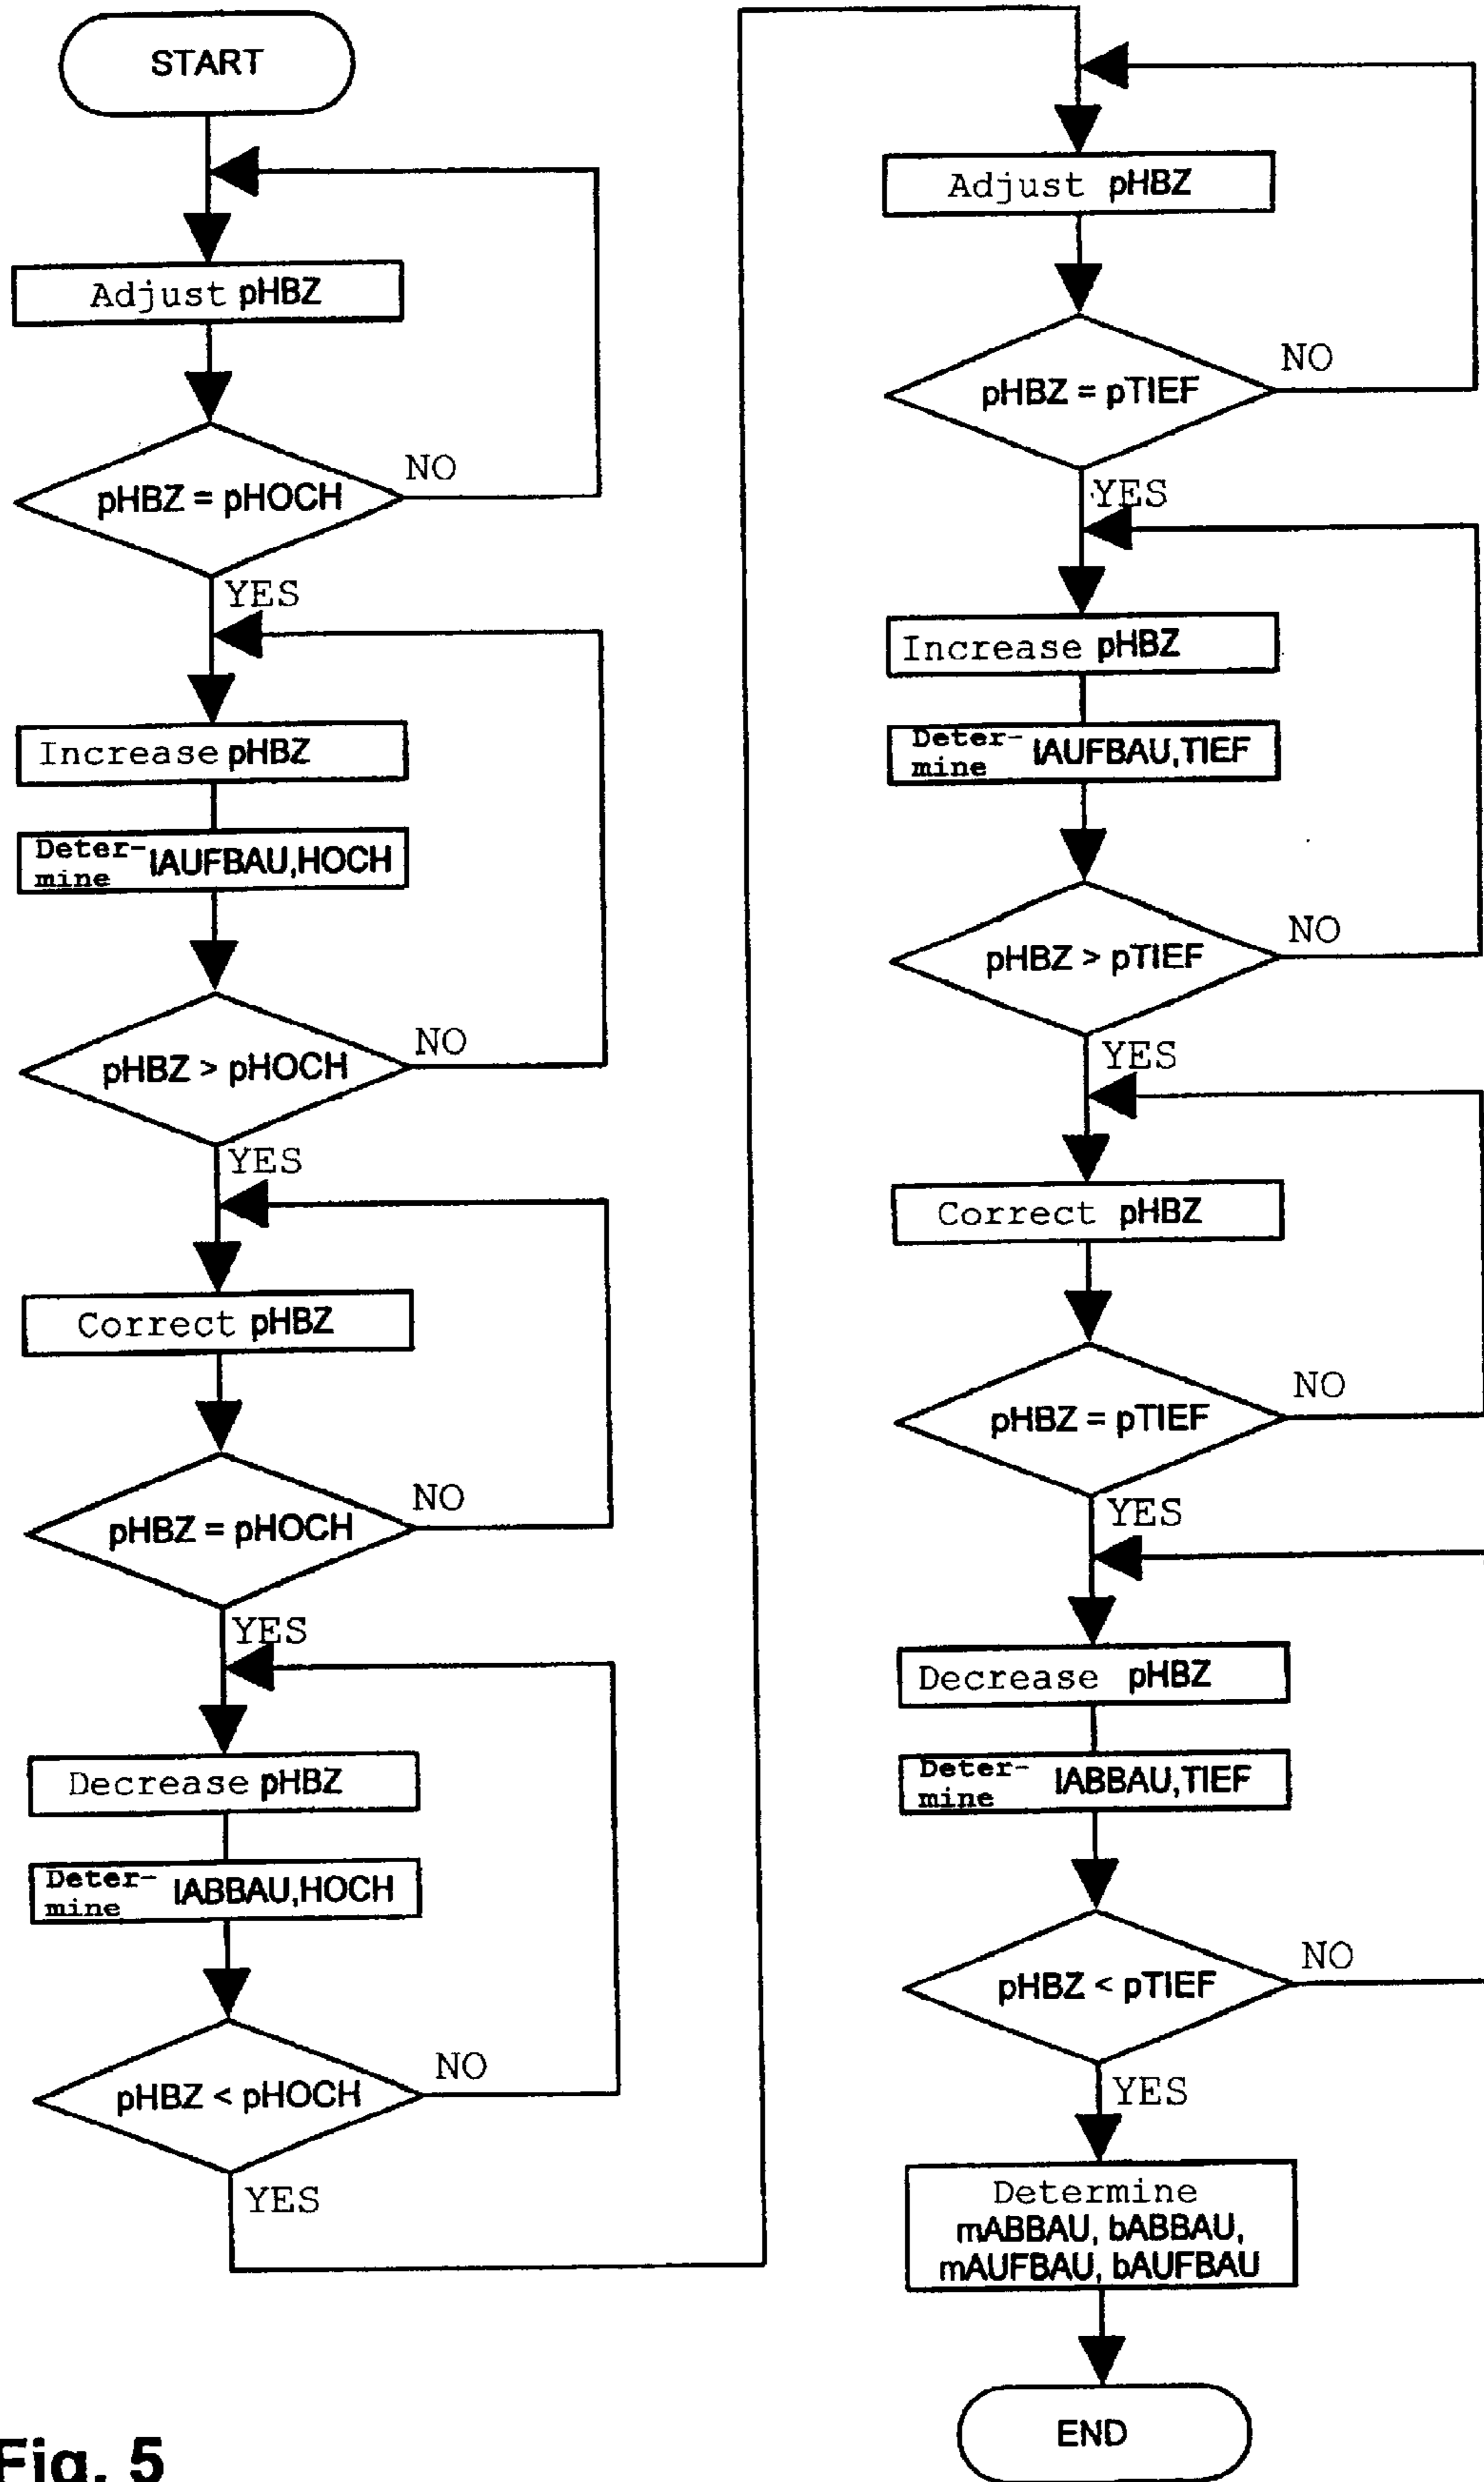 START
Adjust pHBZ
pHBZ = pHOCH
NO
YES
Increase pHBZ
Deter-
mine
IAUFBAU,HOCH
pHBZ > pHOCH
NO
YES
Correct pHBZ
pHBZ = pHOCH
NO
YES
Decrease pHBZ
Deter-
mine
IABBAU,HOCH
pHBZ < pHOCH
NO
YES
Adjust pHBZ
pHBZ = pTIEF
NO
YES
Increase pHBZ
Deter-
mine
IAUFBAU,TIEF
pHBZ > pTIEF
NO
YES
Correct pHBZ
pHBZ = pTIEF
NO
YES
Decrease pHBZ
Deter-
mine
IABBAU,TIEF
pHBZ < pTIEF
NO
YES
Determine
mABBAU, bABBAU,
mAUFBAU, bAUFBAU
END
Fig. 5